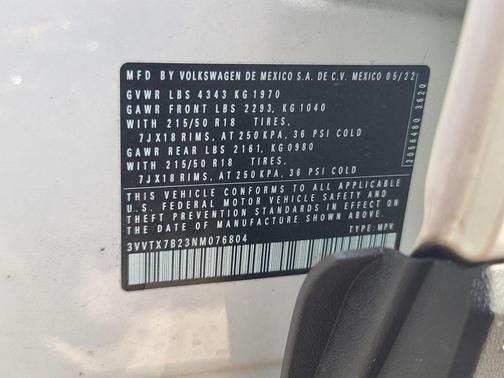 MFD BY VOLKSWAGEN DE MEXICO S.A. DE C.V. MEXICO 05/22
GVWR LBS 4343 KG 1970
GAWR FRONT LBS 2293, KG 1040
WITH 215/50 R18 TIRES,
7JX18 RIMS, AT 250 KPA, 36 PSI COLD
GAWR REAR LBS 2161, KG 0980
WITH 215/50 R18 TIRES,
7JX18 RIMS, AT 250 KPA, 36 PSI COLD
THIS VEHICLE CONFORMS TO ALL APPLICABLE
U.S. FEDERAL MOTOR VEHICLE SAFETY AND
THEFT PREVENTION STANDARDS IN EFFECT ON
THE DATE OF MANUFACTURE SHOWN ABOVE.
3VVTX7B23NM076804 TYPE: MPV
2056480 3620